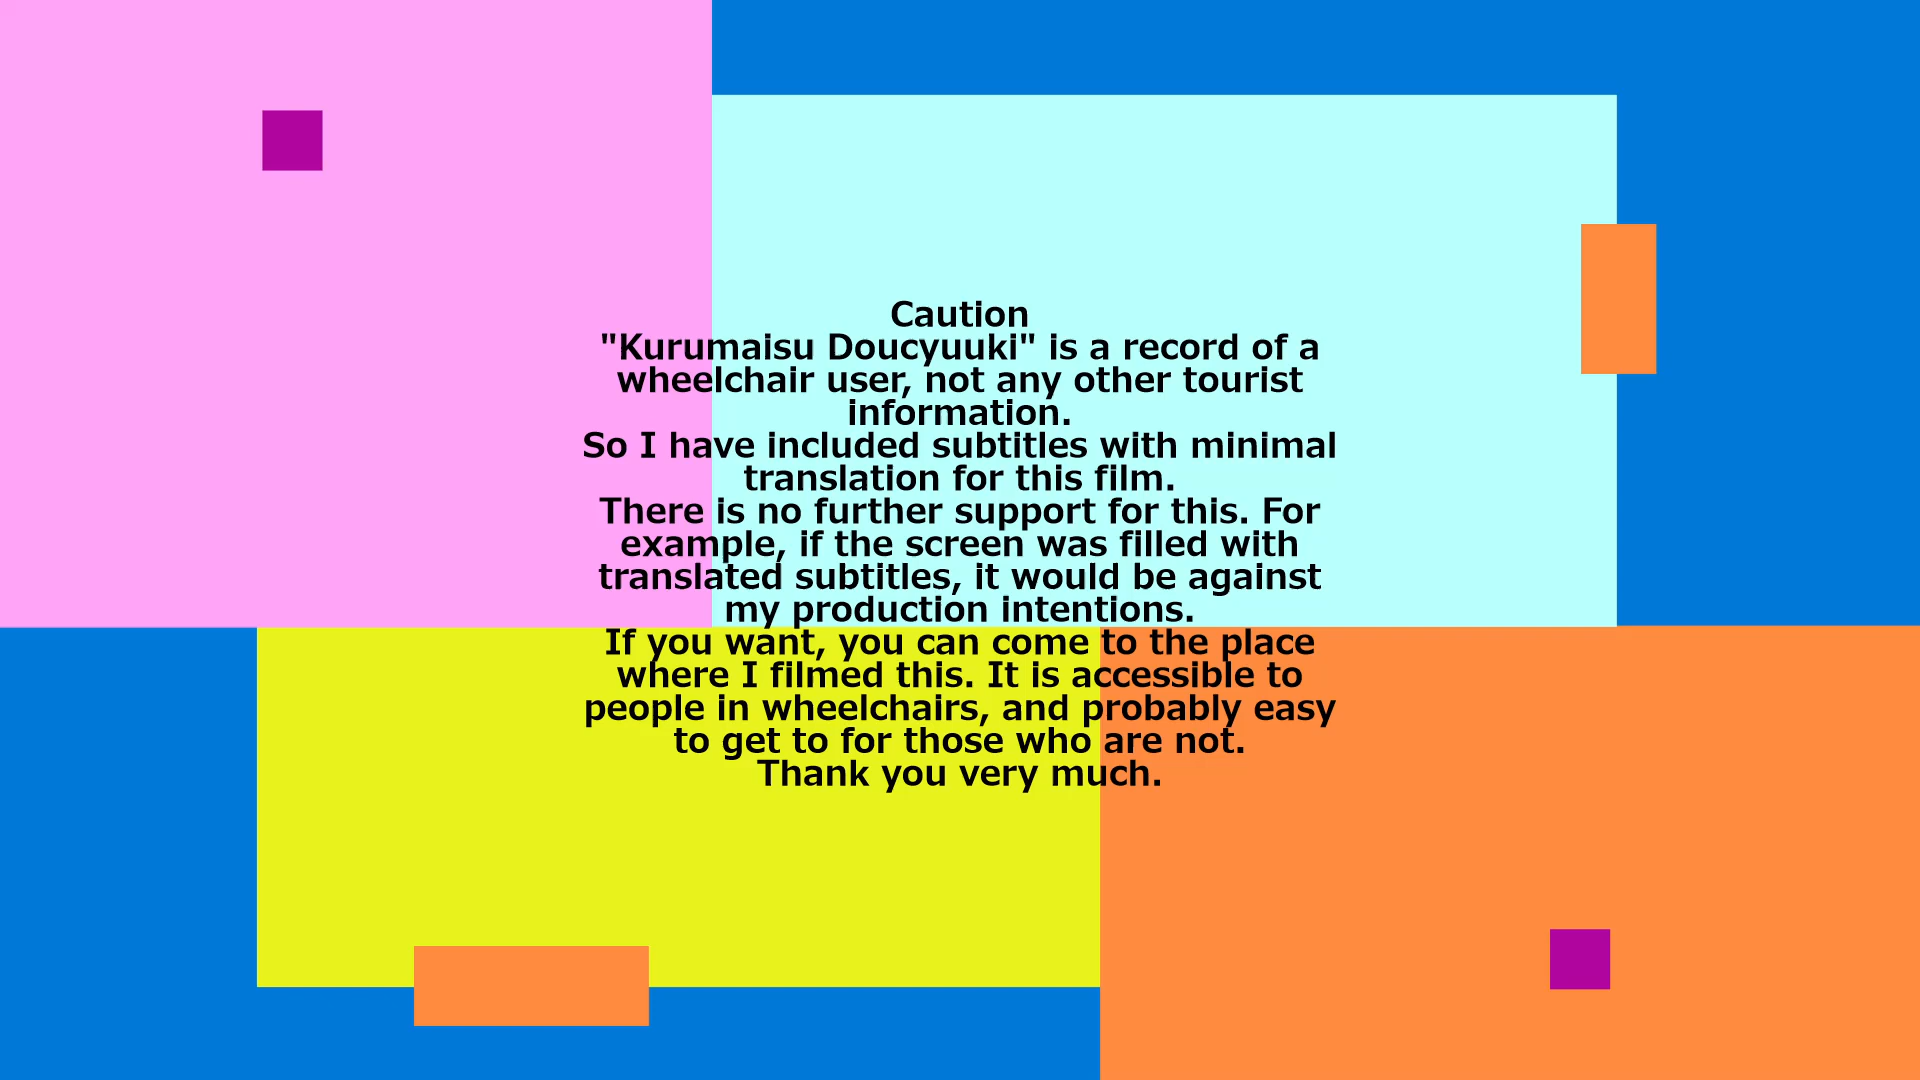 Caution
"Kurumaisu Doucyuuki" is a record of a
wheelchair user, not any other tourist
information.
So I have included subtitles with minimal
translation for this film.
There is no further support for this. For
example, if the screen was filled with
translated subtitles, it would be against
my production intentions.
If you want, you can come to the place
where I filmed this. It is accessible to
people in wheelchairs, and probably easy
to get to for those who are not.
Thank you very much.